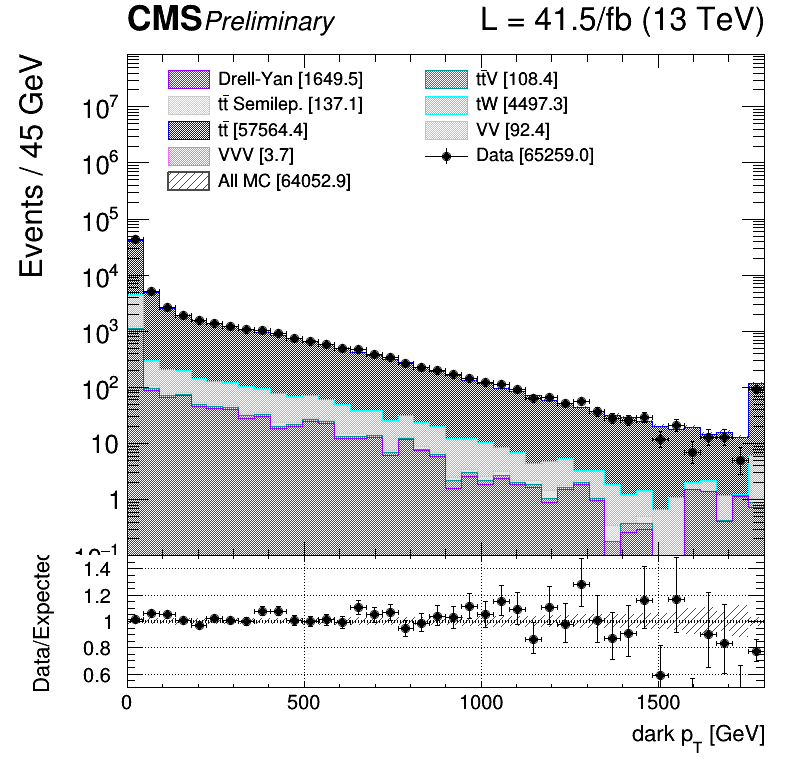 CMS Preliminary L = 41.5/fb (13 TeV)
Events / 45 GeV
Drell-Yan [1649.5] tt̄V [108.4]
tt̄ Semilep. [137.1] tW [4497.3]
tt̄ [57564.4] VV [92.4]
VVV [3.7] Data [65259.0]
All MC [64052.9]
10⁷
10⁶
10⁵
10⁴
10³
10²
10
1
10⁻¹
Data/Expected
1.4
1.2
1
0.8
0.6
0 500 1000 1500
dark p_T [GeV]